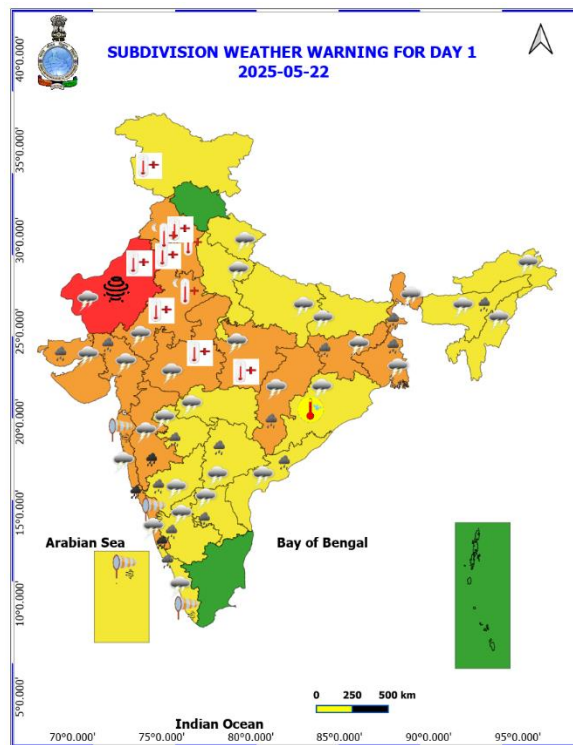 SUBDIVISION WEATHER WARNING FOR DAY 1
2025-05-22
40°0.000'
35°0.000'
30°0.000'
25°0.000'
20°0.000'
15°0.000'
10°0.000'
5°0.000'
Arabian Sea
Bay of Bengal
0 250 500 km
Indian Ocean
70°0.000' 75°0.000' 80°0.000' 85°0.000' 90°0.000' 95°0.000'